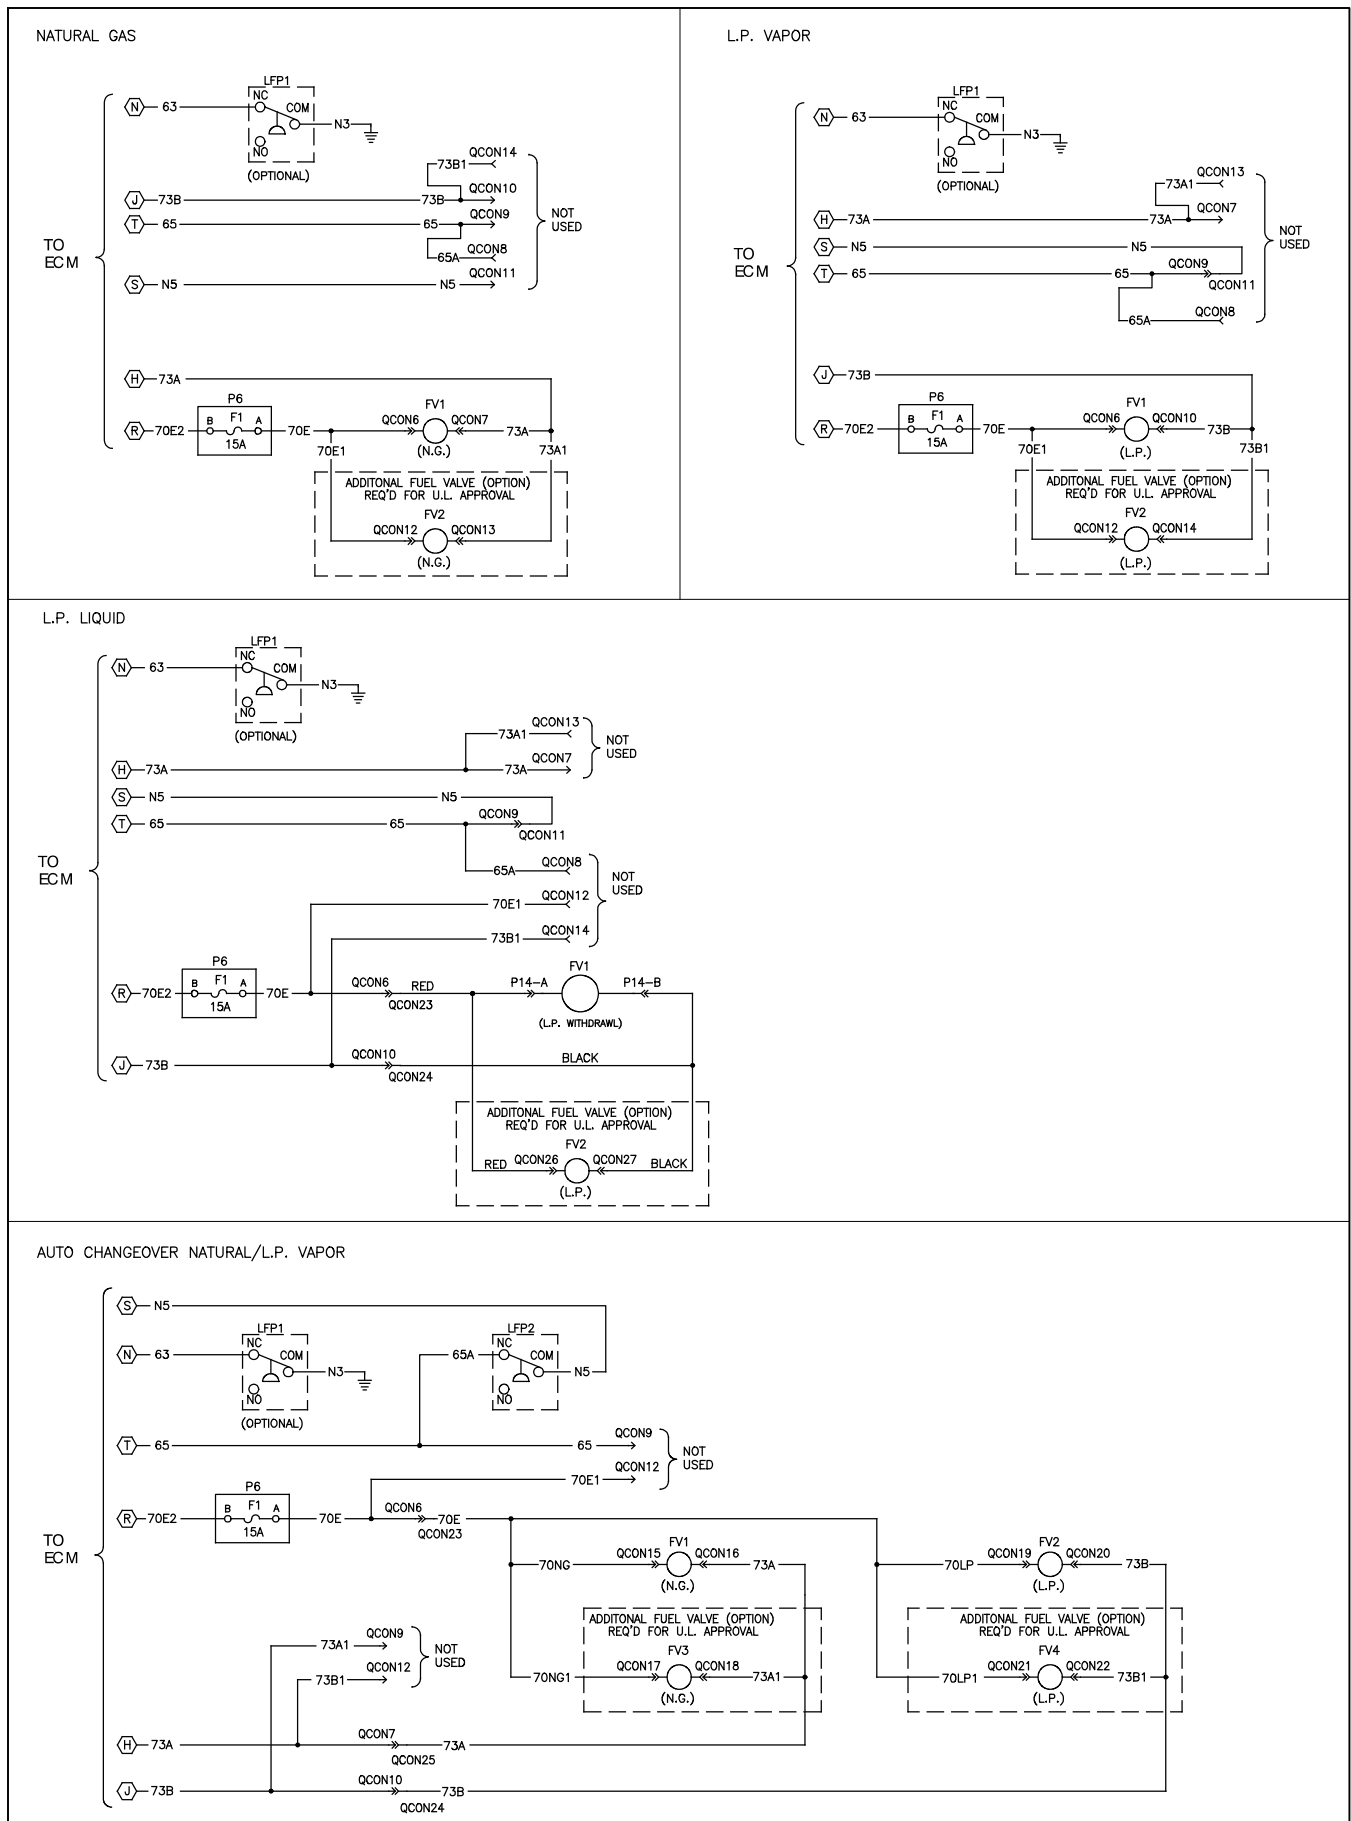 NATURAL GAS
LFP1
NC
N 63
COM
N3
NO
(OPTIONAL)
QCON14
73B1
QCON10
J 73B 73B
QCON9
T 65 65
NOT
USED
QCON8
65A
QCON11
S N5 N5
TO
ECM
H 73A
P6
F1
B A
15A
R 70E2 70E
FV1
QCON6 QCON7
(N.G.)
73A
70E1 73A1
ADDITONAL FUEL VALVE (OPTION)
REQ'D FOR U.L. APPROVAL
FV2
QCON12 QCON13
(N.G.)
L.P. VAPOR
LFP1
NC
N 63
COM
N3
NO
(OPTIONAL)
QCON13
73A1
QCON7
H 73A 73A
NOT
USED
S N5 N5
QCON9
T 65 65
QCON11
QCON8
65A
TO
ECM
J 73B
P6
F1
B A
15A
R 70E2 70E
FV1
QCON6 QCON10
(L.P.)
73B
70E1 73B1
ADDITONAL FUEL VALVE (OPTION)
REQ'D FOR U.L. APPROVAL
FV2
QCON12 QCON14
(L.P.)
L.P. LIQUID
LFP1
NC
N 63
COM
N3
NO
(OPTIONAL)
QCON13
73A1
QCON7
H 73A 73A
NOT
USED
S N5 N5
QCON9
T 65 65
QCON11
TO
ECM
QCON8
65A
QCON12
70E1
QCON14
73B1
NOT
USED
P6
F1
B A
15A
R 70E2 70E
QCON6 RED
QCON23
FV1
P14-A P14-B
(L.P. WITHDRAWL)
J 73B
QCON10 BLACK
QCON24
ADDITONAL FUEL VALVE (OPTION)
REQ'D FOR U.L. APPROVAL
FV2
RED QCON26 QCON27 BLACK
(L.P.)
AUTO CHANGEOVER NATURAL/L.P. VAPOR
S N5
LFP1
NC
N 63
COM
N3
NO
(OPTIONAL)
LFP2
NC
65A
COM
N5
NO
QCON9
T 65 65
QCON12
70E1
NOT
USED
P6
F1
B A
15A
R 70E2 70E
QCON6 70E
QCON23
TO
ECM
FV1
70NG QCON15 QCON16 73A
(N.G.)
ADDITONAL FUEL VALVE (OPTION)
REQ'D FOR U.L. APPROVAL
FV3
70NG1 QCON17 QCON18 73A1
(N.G.)
FV2
70LP QCON19 QCON20 73B
(L.P.)
ADDITONAL FUEL VALVE (OPTION)
REQ'D FOR U.L. APPROVAL
FV4
70LP1 QCON21 QCON22 73B1
(L.P.)
QCON9
73A1
QCON12
73B1
NOT
USED
QCON7
H 73A 73A
QCON25
QCON10
J 73B 73B
QCON24